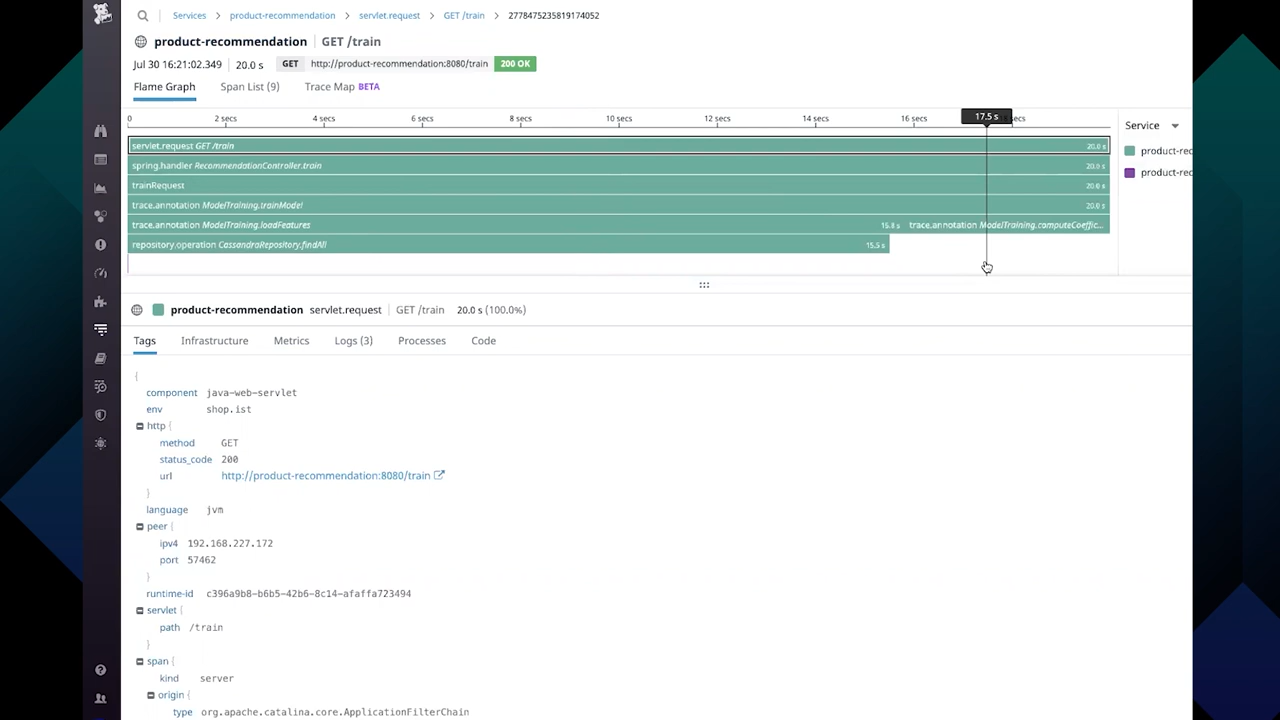 Services > product-recommendation > servlet.request > GET /train > 2778475235819174052
product-recommendation | GET /train
Jul 30 16:21:02.349 | 20.0 s GET http://product-recommendation:8080/train 200 OK
Flame Graph Span List (9) Trace Map BETA
0 2 secs 4 secs 6 secs 8 secs 10 secs 12 secs 14 secs 16 secs 17.5 s secs
Service
servlet.request GET /train 20.0 s
product-rec
spring.handler RecommendationController.train 20.0 s
product-rec
trainRequest 20.0 s
trace.annotation ModelTraining.trainModel 20.0 s
trace.annotation ModelTraining.loadFeatures 15.8 s trace.annotation ModelTraining.computeCoeffic...
repository.operation CassandraRepository.findAll 15.5 s
product-recommendation servlet.request | GET /train 20.0 s (100.0%)
Tags Infrastructure Metrics Logs (3) Processes Code
{
component java-web-servlet
env shop.ist
http {
method GET
status_code 200
url http://product-recommendation:8080/train
}
language jvm
peer {
ipv4 192.168.227.172
port 57462
}
runtime-id c396a9b8-b6b5-42b6-8c14-afaffa723494
servlet {
path /train
}
span {
kind server
origin {
type org.apache.catalina.core.ApplicationFilterChain